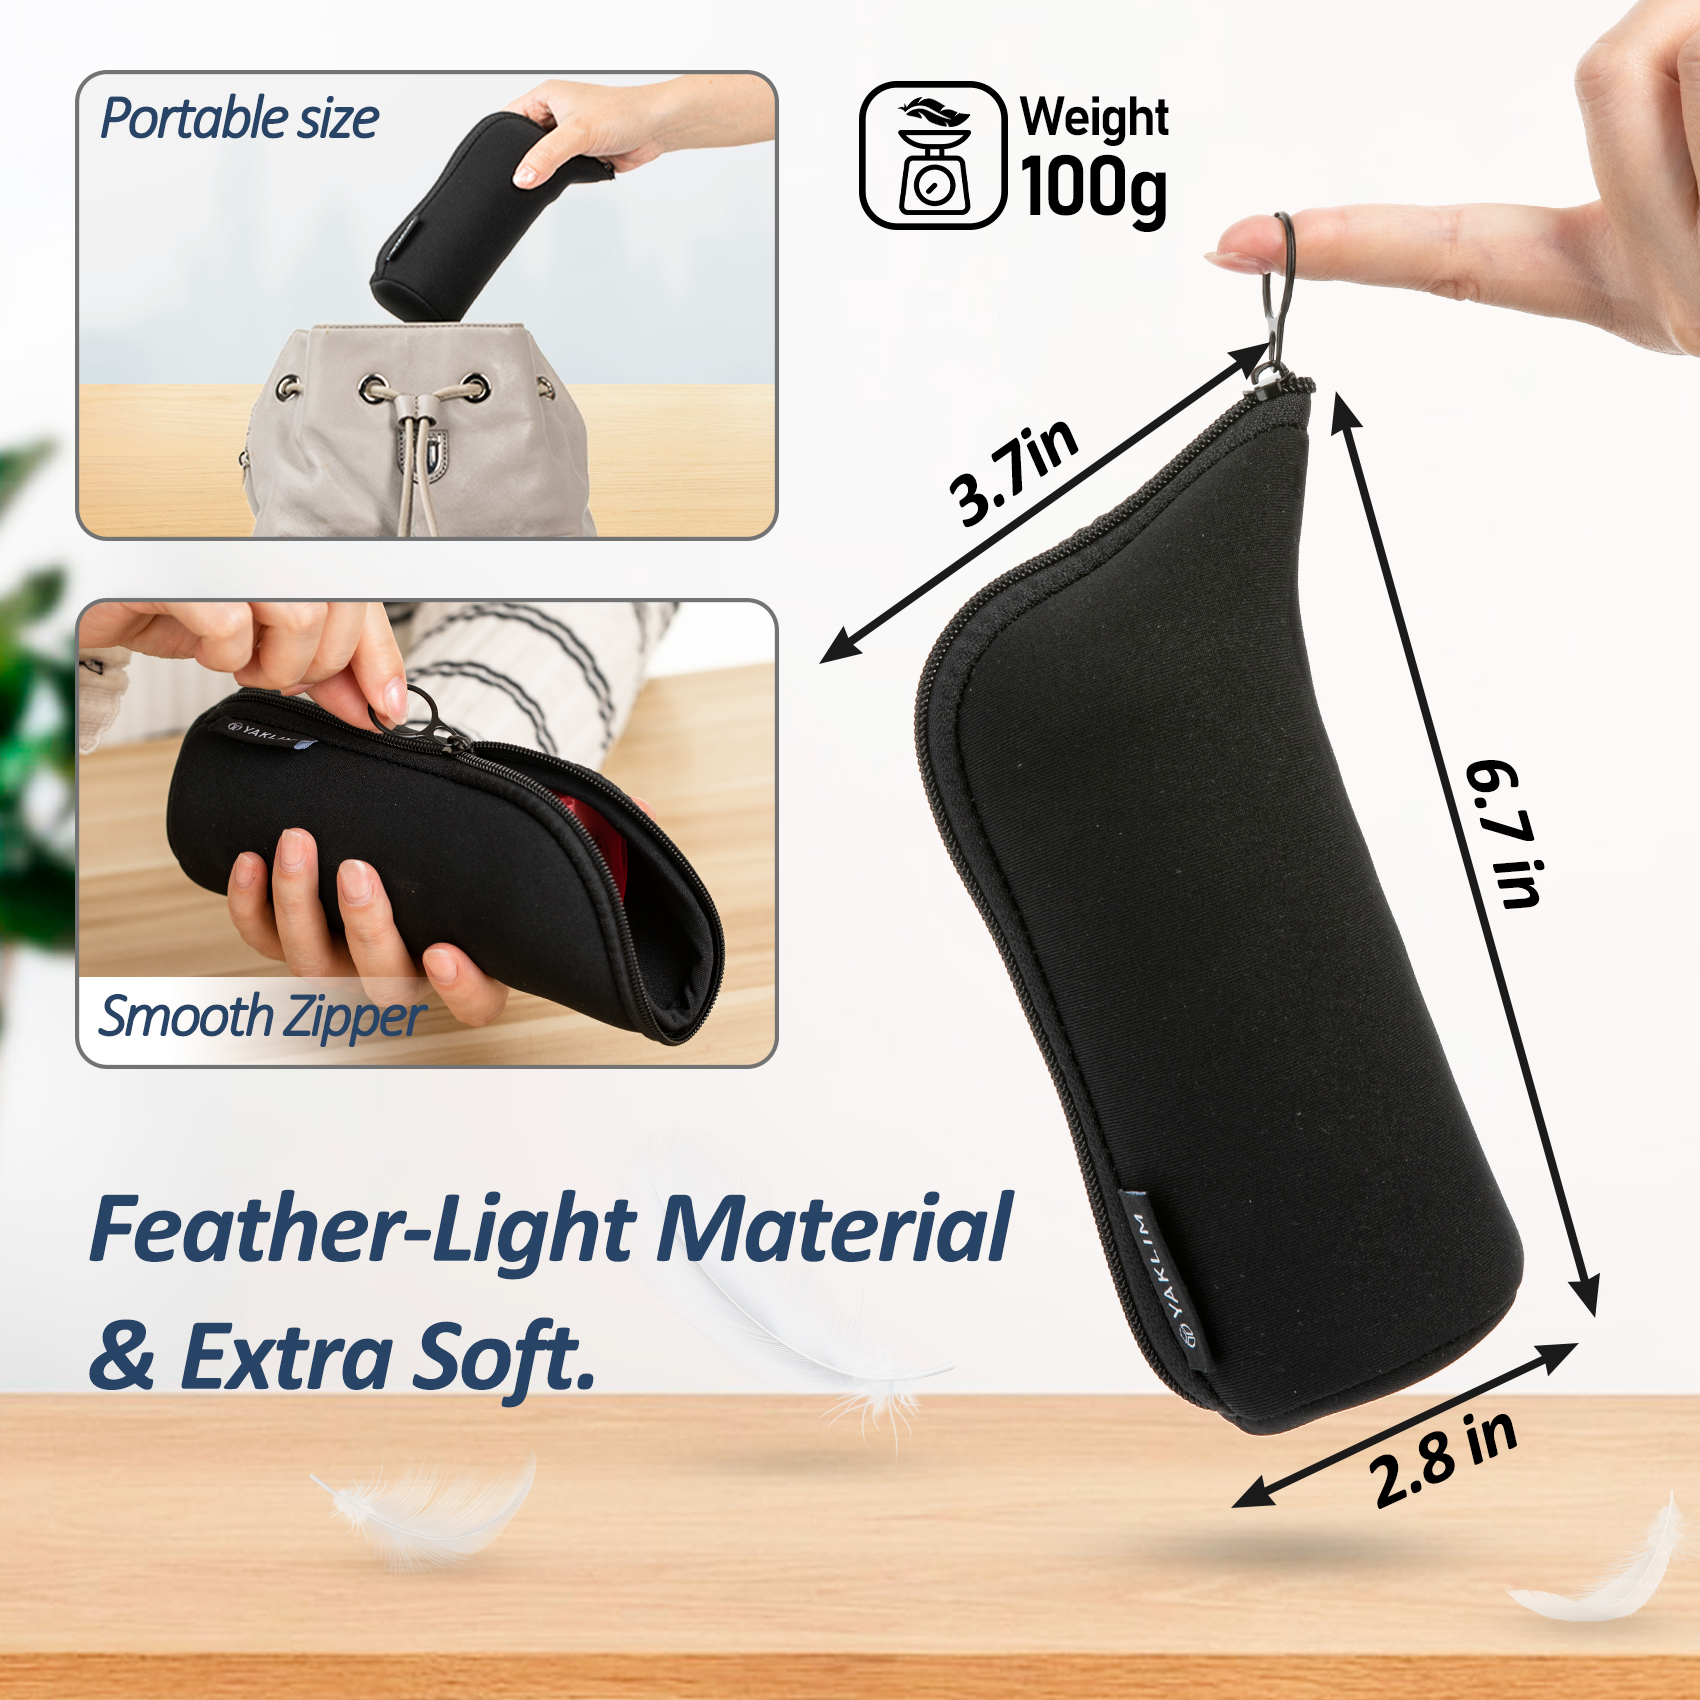 Portable size
Weight
100g
3.7in
6.7 in
YAKLIM
Smooth Zipper
Feather-Light Material
& Extra Soft.
YAKLIM
2.8 in